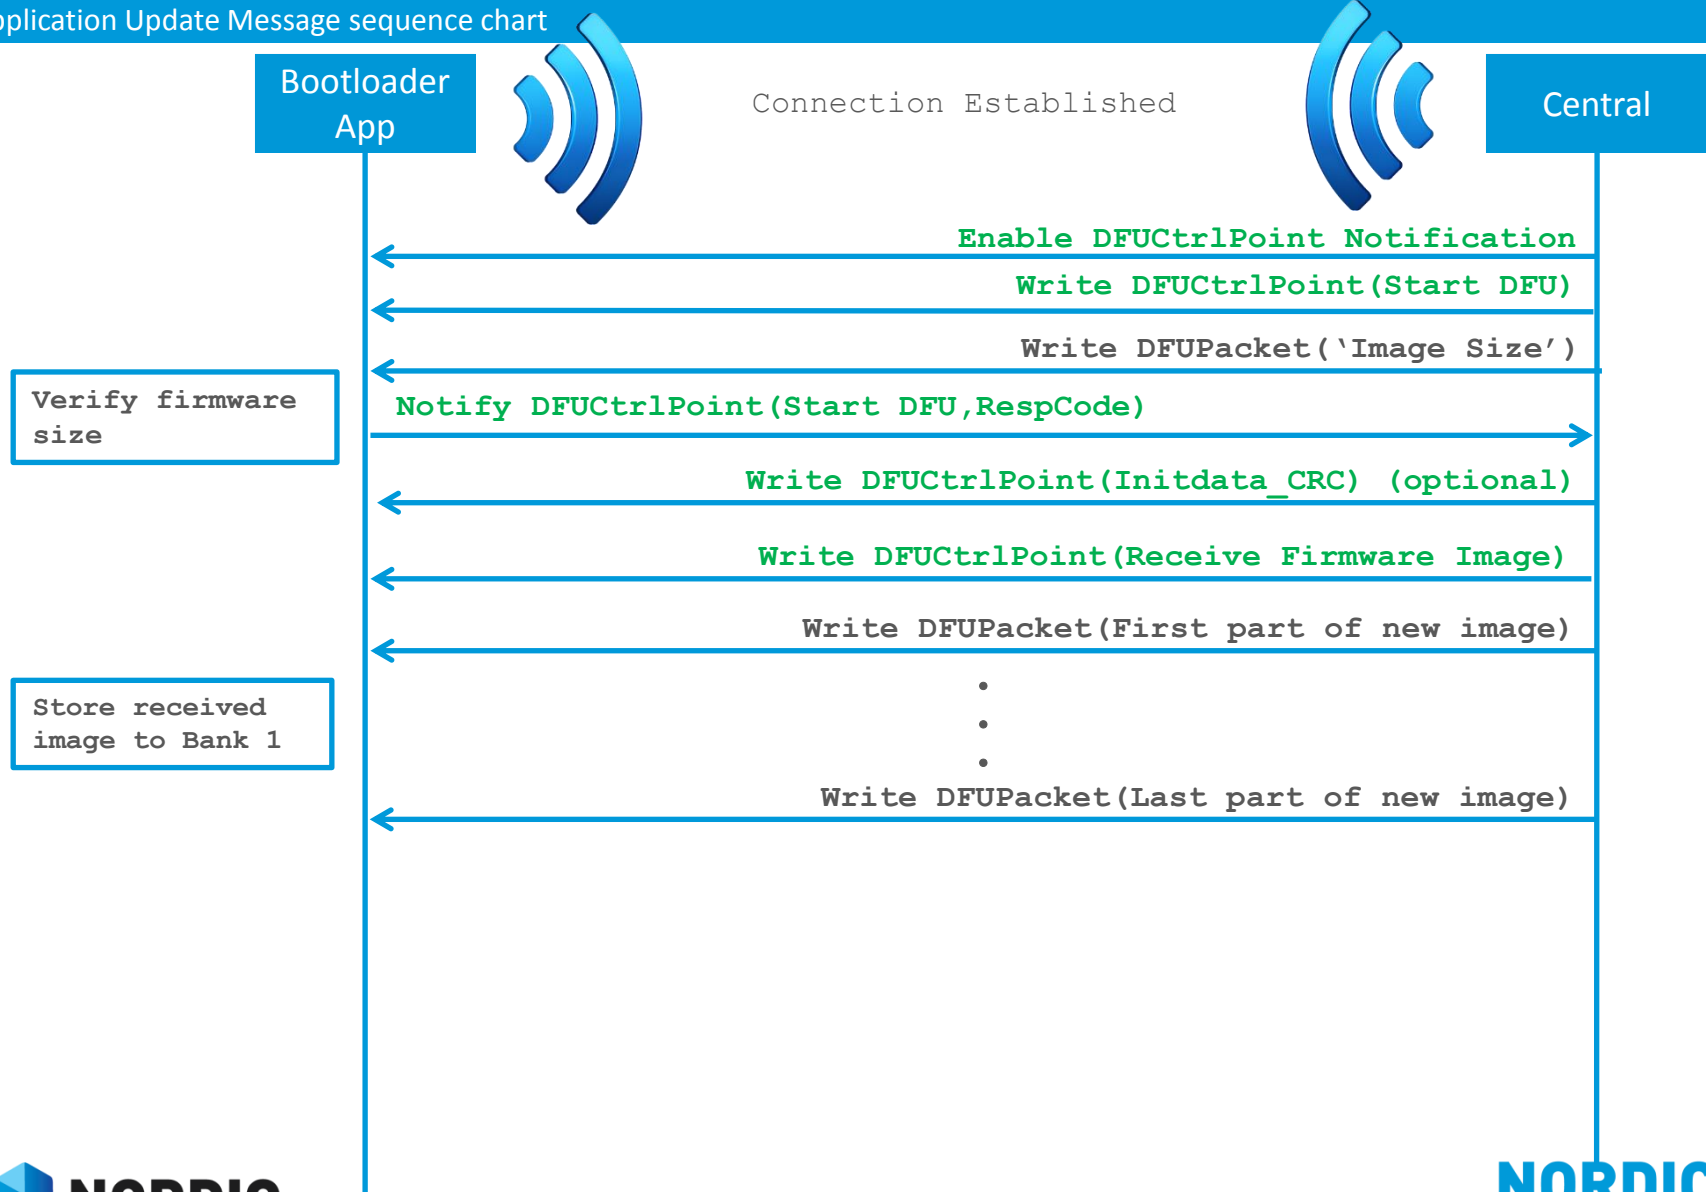 pplication Update Message sequence chart
Bootloader
App
Connection Established
Central
Enable DFUCtrlPoint Notification
Write DFUCtrlPoint(Start DFU)
Write DFUPacket(‘Image Size’)
Verify firmware
size
Notify DFUCtrlPoint(Start DFU,RespCode)
Write DFUCtrlPoint(Initdata_CRC) (optional)
Write DFUCtrlPoint(Receive Firmware Image)
Write DFUPacket(First part of new image)
Store received
image to Bank 1
Write DFUPacket(Last part of new image)
NORDIC
NORDIC